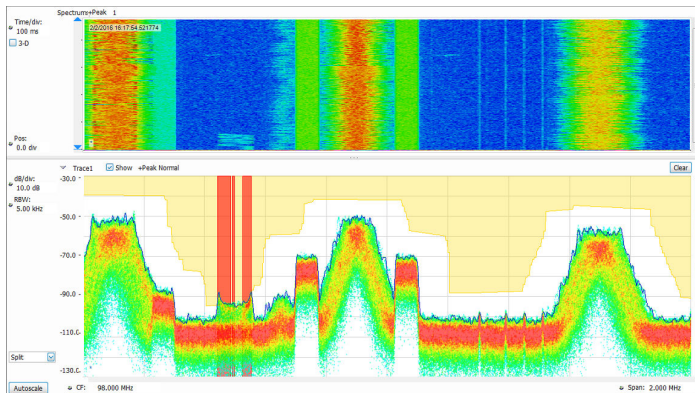 Spectrum+Peak 1
Time/div:
100 ms
3-D
2/2/2016 16:17:54.521774
Pos:
0.0 div
Trace1 Show +Peak Normal Clear
dB/div:
10.0 dB
RBW:
5.00 kHz
-30.0
-50.0
-70.0
-90.0
-110.0
-130.0
Split
Autoscale CF: 98.000 MHz Span: 2.000 MHz